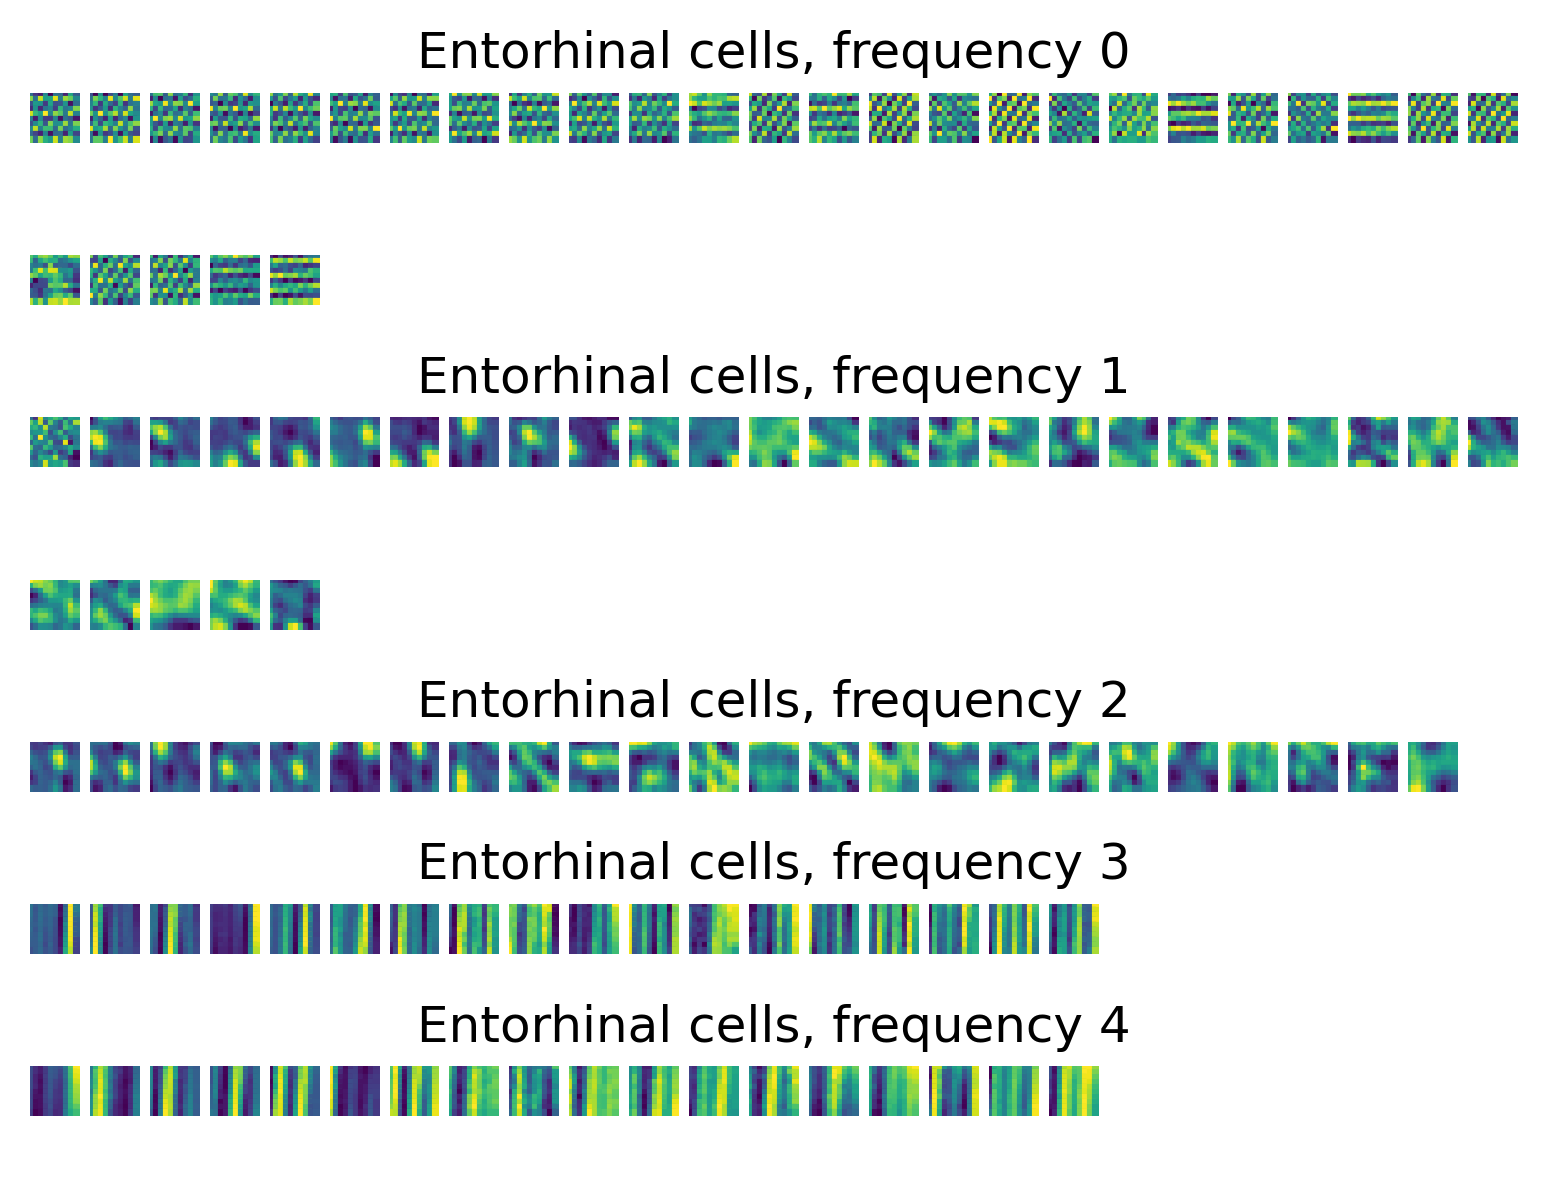 Entorhinal cells, frequency 0
Entorhinal cells, frequency 1
Entorhinal cells, frequency 2
Entorhinal cells, frequency 3
Entorhinal cells, frequency 4